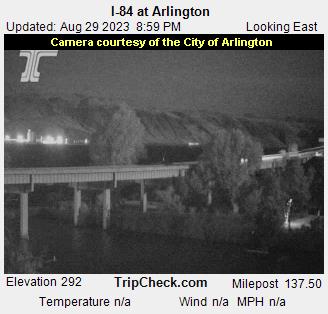 I-84 at Arlington
Updated: Aug 29 2023 8:59 PM Looking East
Camera courtesy of the City of Arlington
Elevation 292 TripCheck.com Milepost 137.50
Temperature n/a Wind n/a MPH n/a